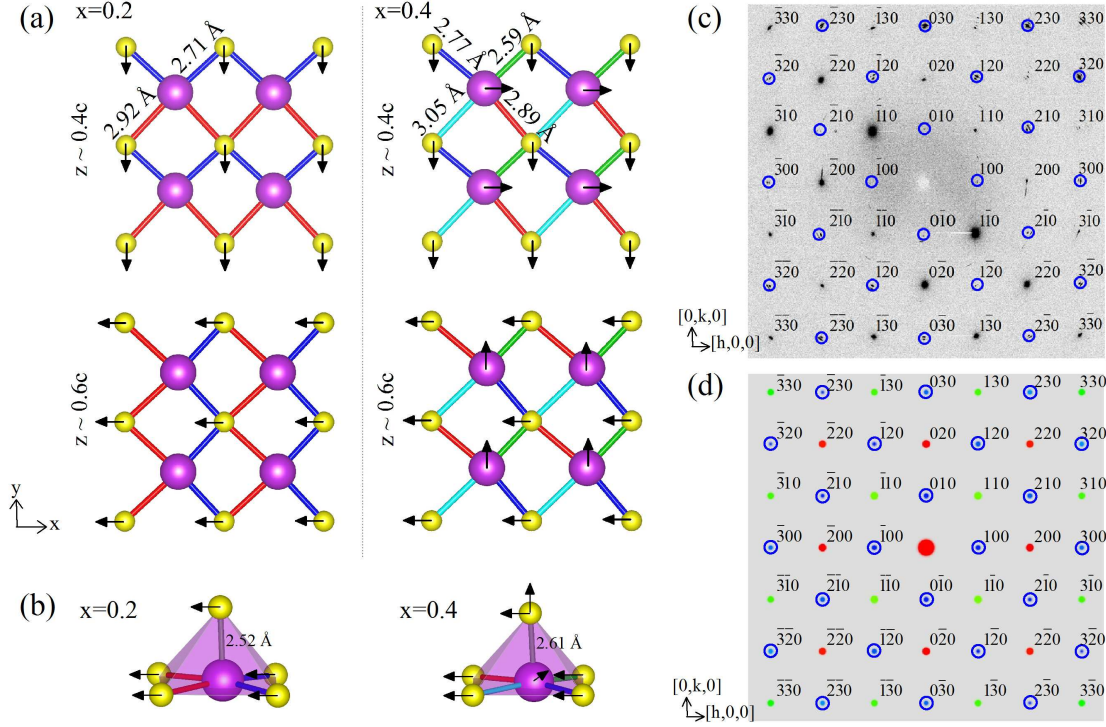 (a) x=0.2
x=0.4
2.71 Å
2.92 Å
z ~ 0.4c
2.77 Å
2.59 Å
3.05 Å
2.89 Å
z ~ 0.4c
z ~ 0.6c
z ~ 0.6c
y
x
(b) x=0.2
2.52 Å
x=0.4
2.61 Å
(c)
3̅30 2̅30 1̅30 030 130 230 330
3̅20 2̅20 1̅20 020 120 220 320
3̅10 2̅10 1̅10 010 110 210 310
3̅00 2̅00 1̅00 100 200 300
3̅1̅0 2̅1̅0 1̅1̅0 01̅0 11̅0 21̅0 31̅0
3̅2̅0 2̅2̅0 1̅2̅0 02̅0 12̅0 22̅0 32̅0
3̅3̅0 2̅3̅0 1̅3̅0 03̅0 13̅0 23̅0 33̅0
[0,k,0]
[h,0,0]
(d)
3̅30 2̅30 1̅30 030 130 230 330
3̅20 2̅20 1̅20 020 120 220 320
3̅10 2̅10 1̅10 010 110 210 310
3̅00 2̅00 1̅00 100 200 300
3̅1̅0 2̅1̅0 1̅1̅0 01̅0 11̅0 21̅0 31̅0
3̅2̅0 2̅2̅0 1̅2̅0 02̅0 12̅0 22̅0 32̅0
3̅3̅0 2̅3̅0 1̅3̅0 03̅0 13̅0 23̅0 33̅0
[0,k,0]
[h,0,0]